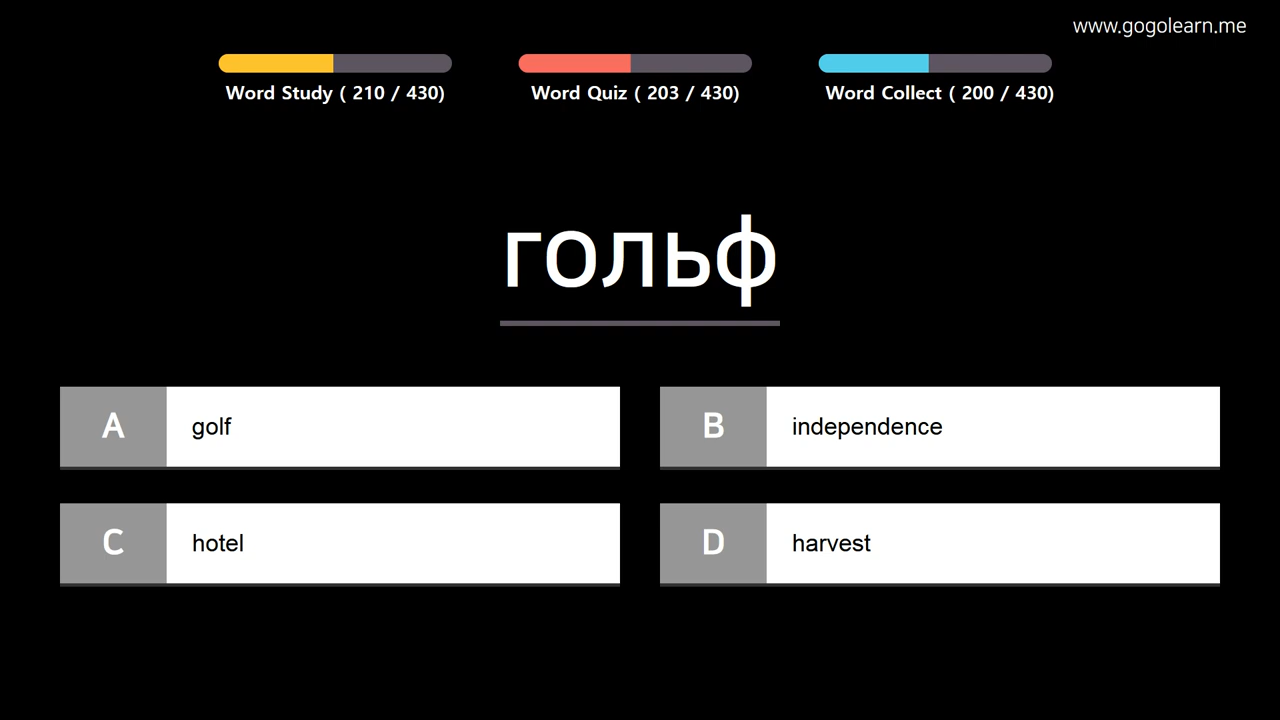 www.gogolearn.me
Word Study ( 210 / 430)
Word Quiz ( 203 / 430)
Word Collect ( 200 / 430)
гольф
A golf
B independence
C hotel
D harvest